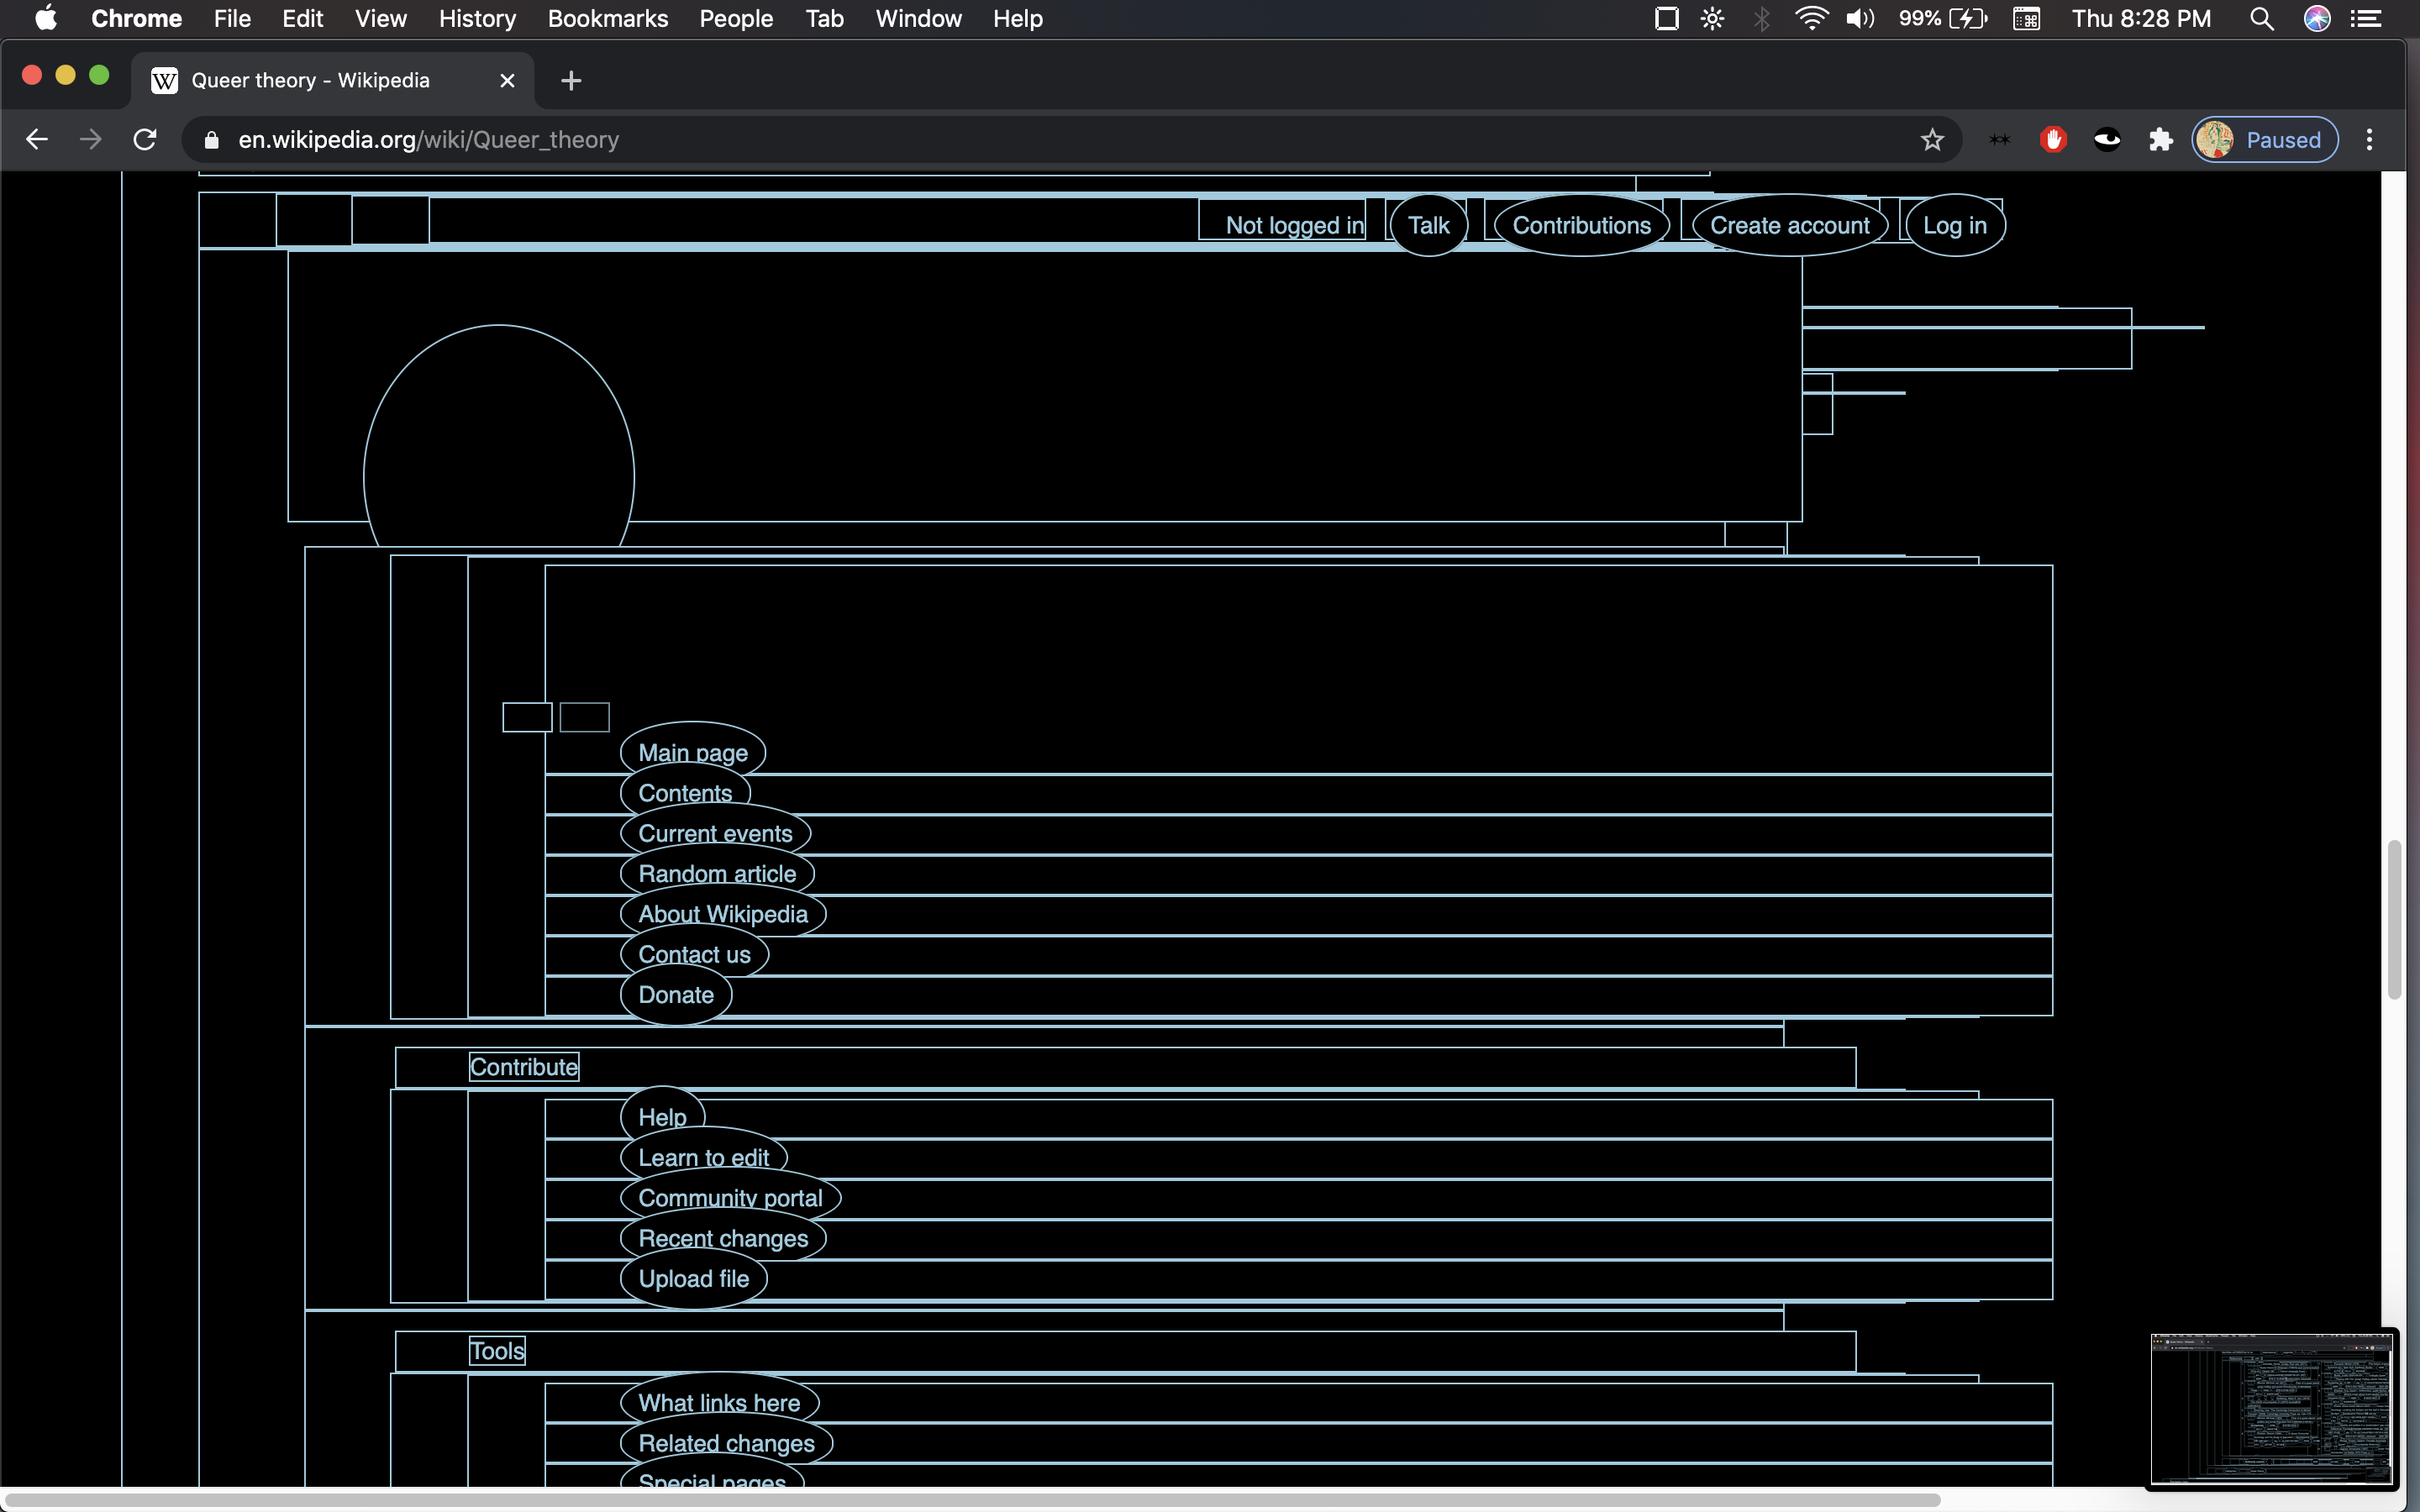 Chrome File Edit View History Bookmarks People Tab Window Help 99% Thu 8:28 PM
W Queer theory - Wikipedia
en.wikipedia.org/wiki/Queer_theory Paused
Not logged in Talk Contributions Create account Log in
Main page
Contents
Current events
Random article
About Wikipedia
Contact us
Donate
Contribute
Help
Learn to edit
Community portal
Recent changes
Upload file
Tools
What links here
Related changes
Special pages